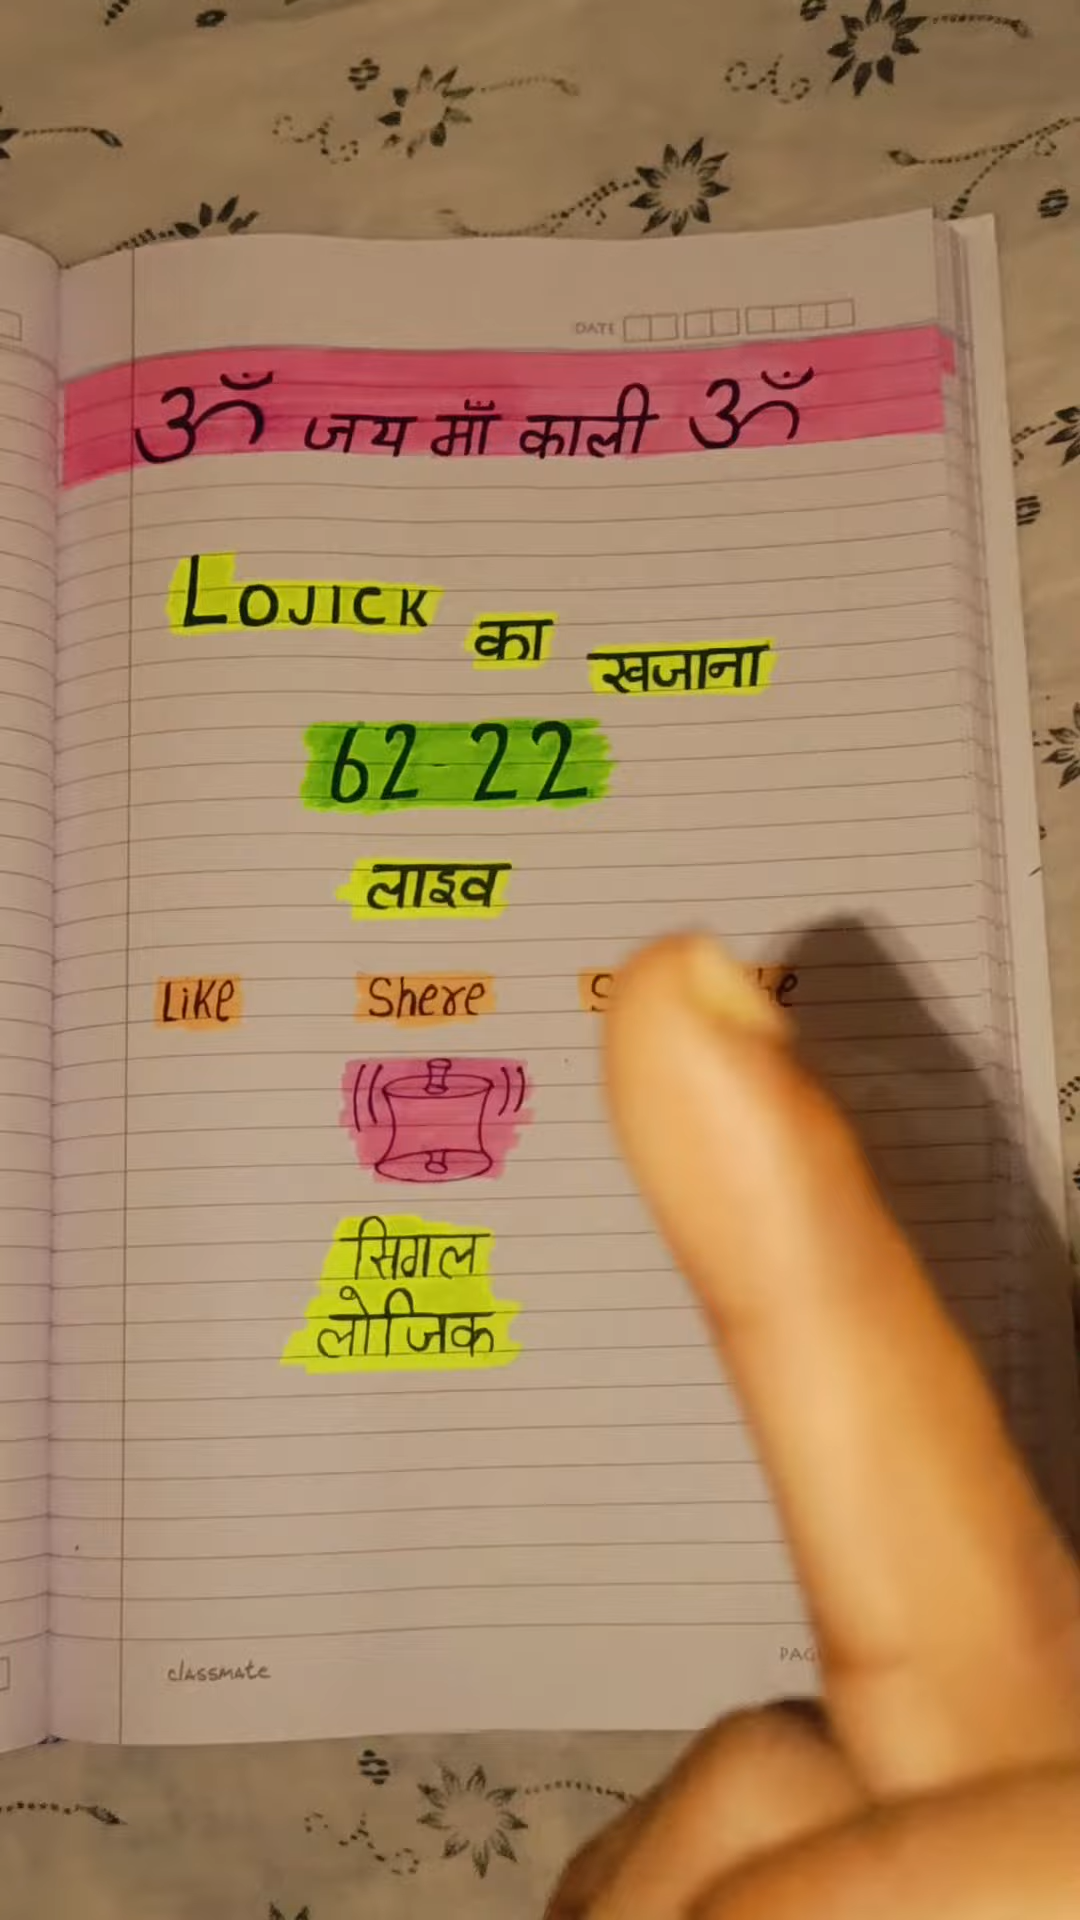 DATE
ॐ जय माँ काली ॐ
LOJICK का खजाना
62 22
लाइव
Like Shere
सिगल
लोजिक
classmate